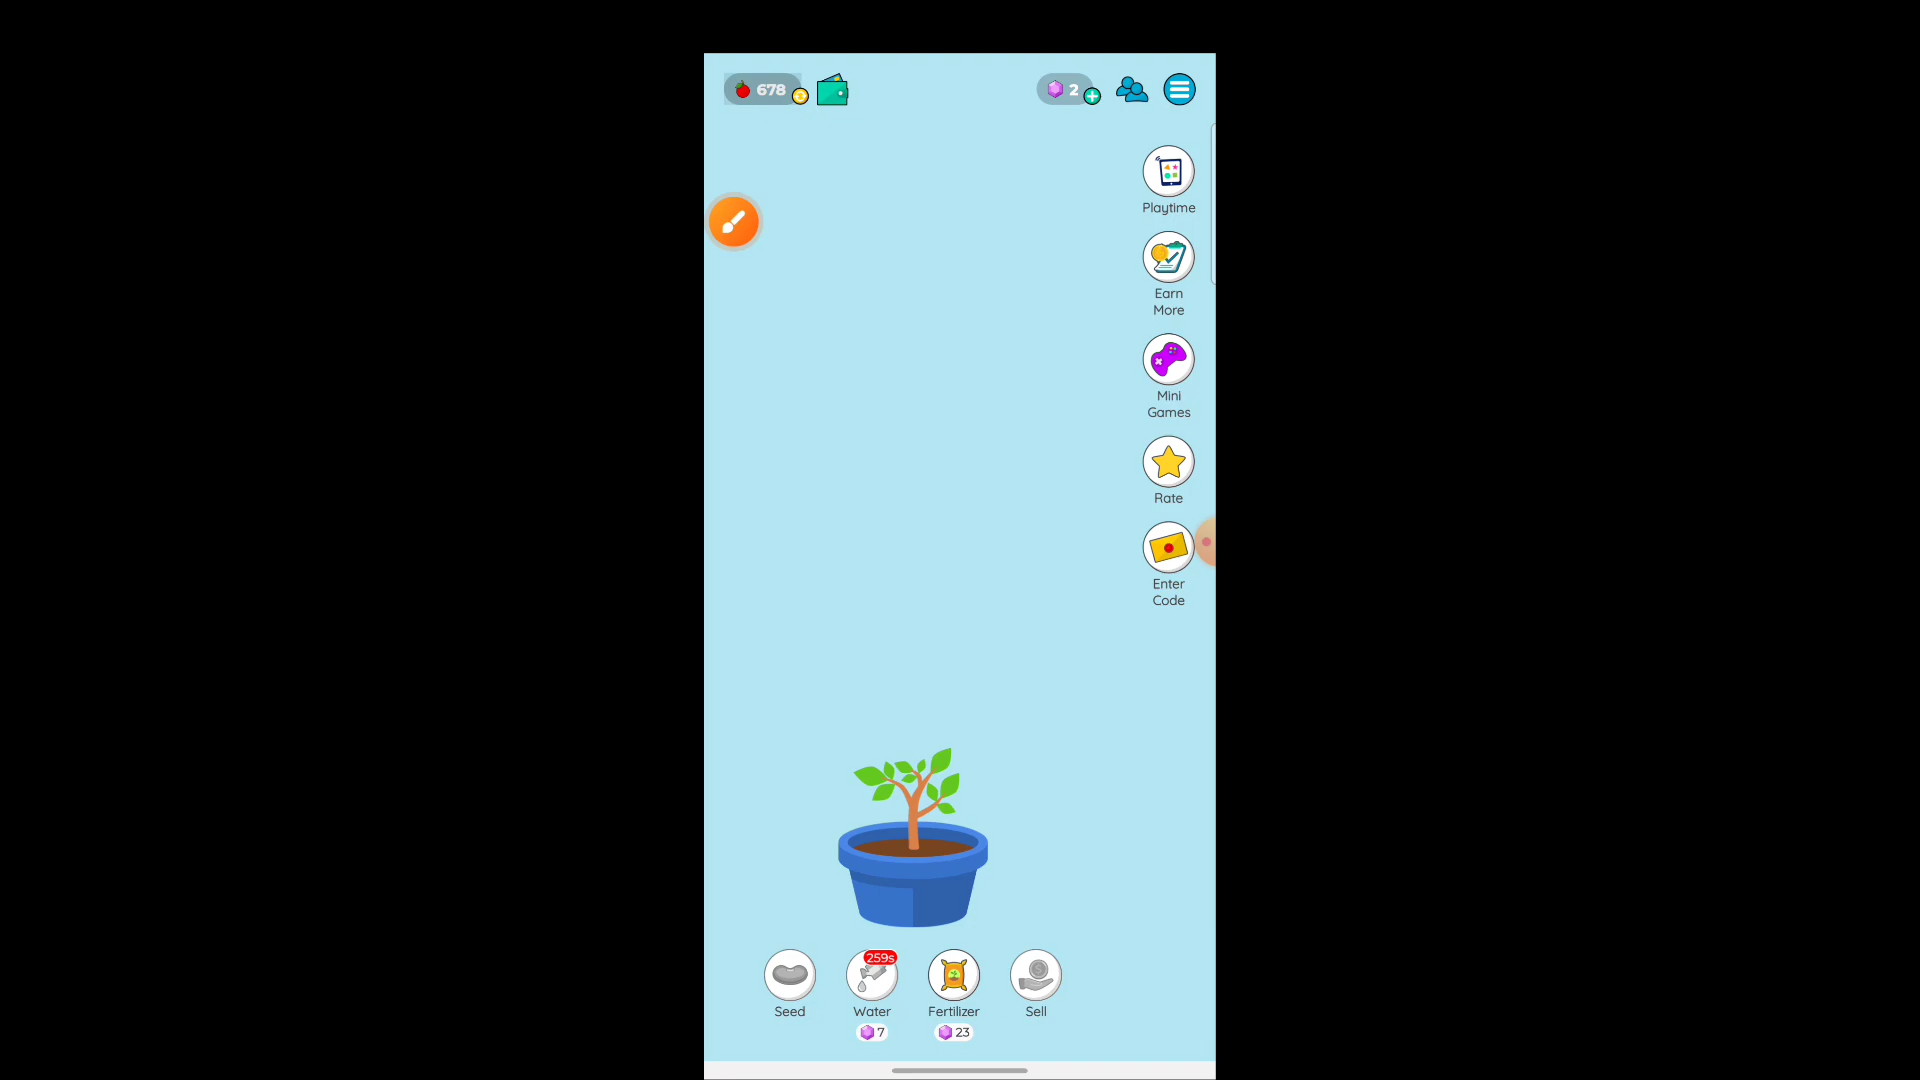 678
2
Playtime
Earn
More
Mini
Games
Rate
Enter
Code
259s
Seed
Water
Fertilizer
Sell
7
23